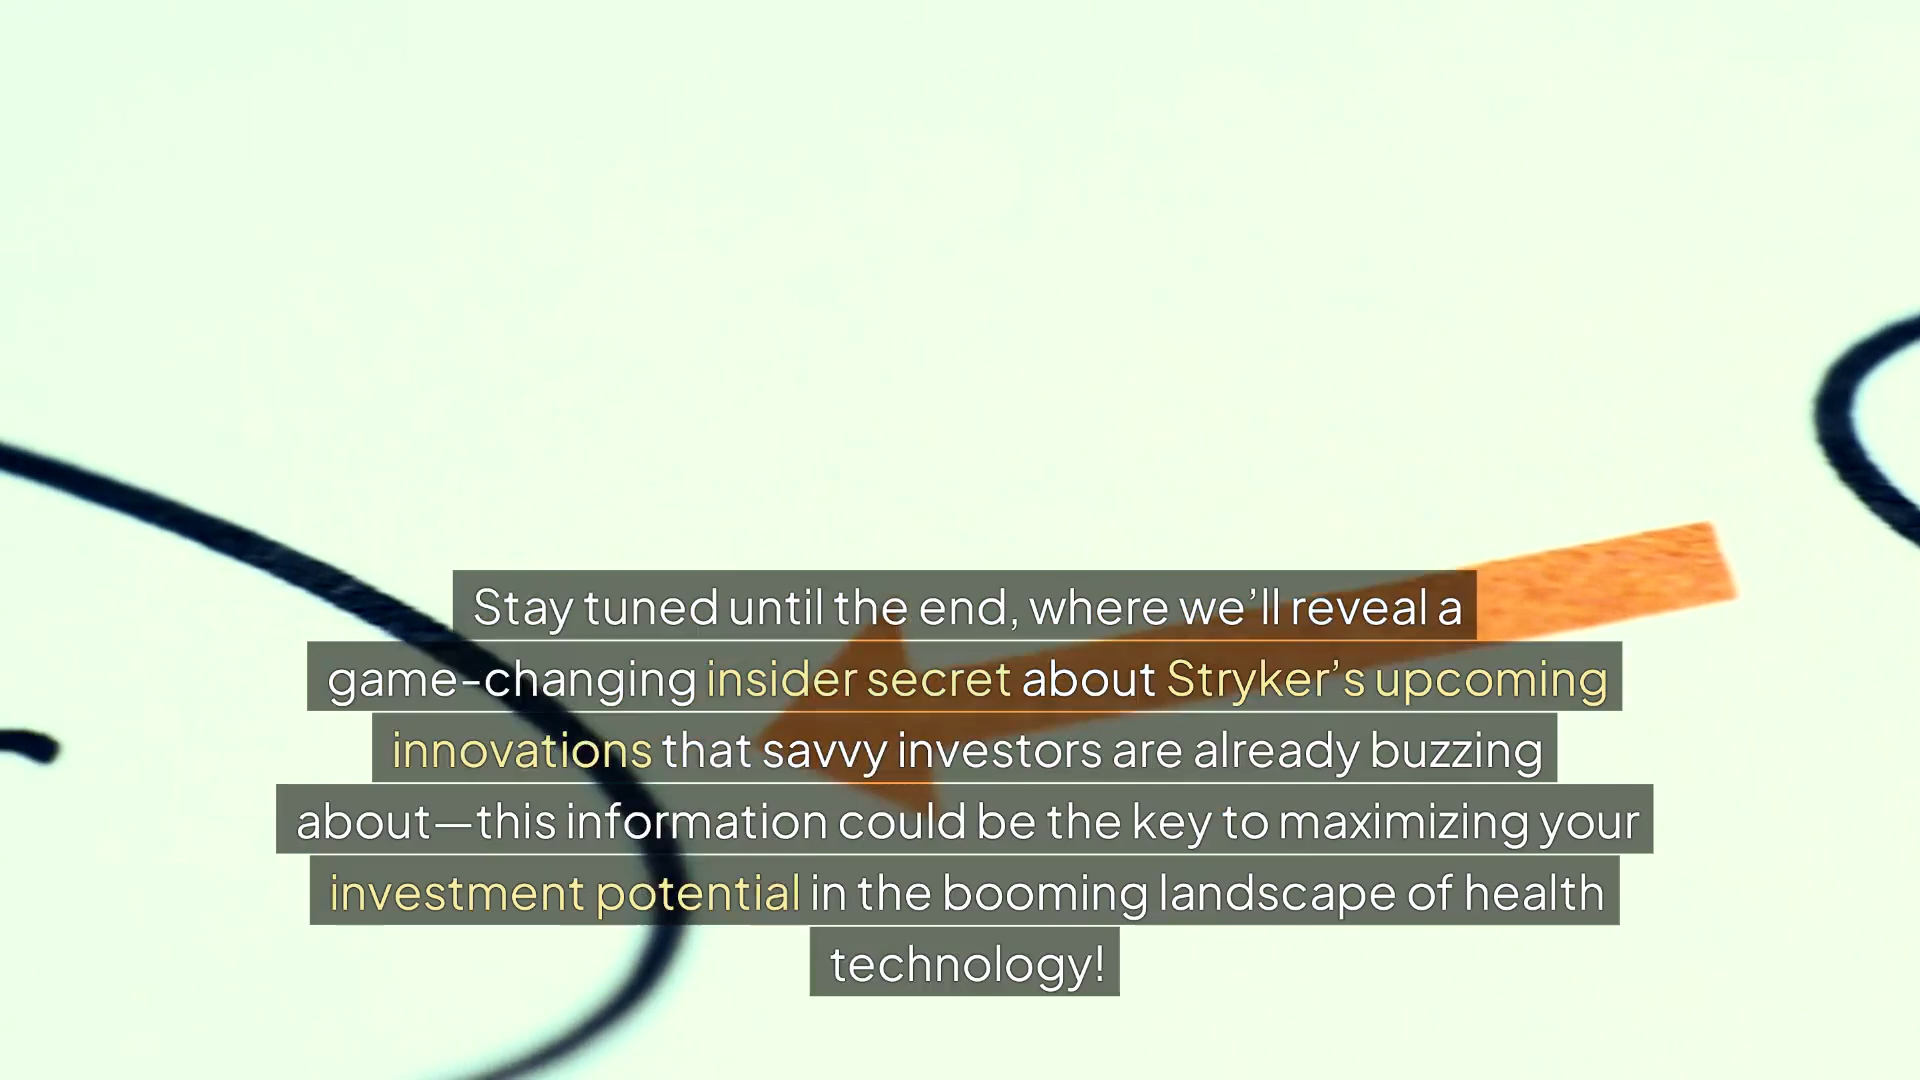 Stay tuned until the end, where we’ll reveal a
game-changing insider secret about Stryker’s upcoming
innovations that savvy investors are already buzzing
about—this information could be the key to maximizing your
investment potential in the booming landscape of health
technology!